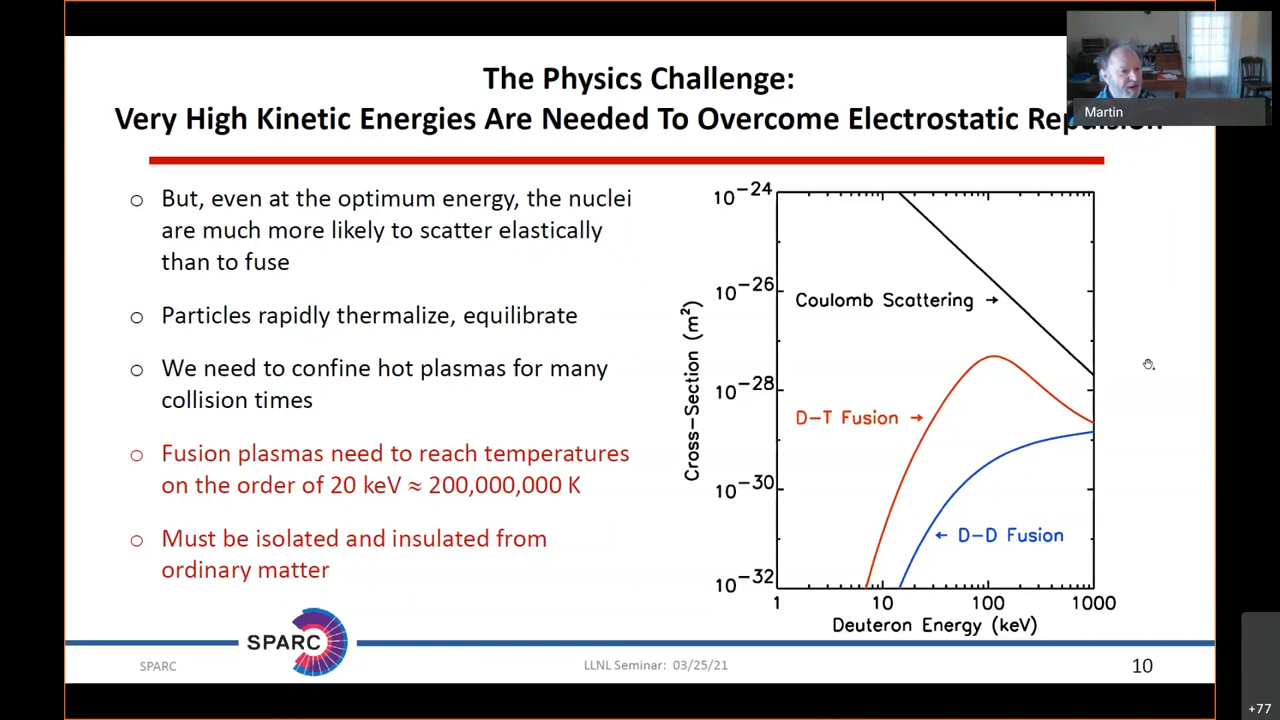 The Physics Challenge:
Very High Kinetic Energies Are Needed To Overcome Electrostatic Repulsion
Martin
○ But, even at the optimum energy, the nuclei
are much more likely to scatter elastically
than to fuse
○ Particles rapidly thermalize, equilibrate
○ We need to confine hot plasmas for many
collision times
○ Fusion plasmas need to reach temperatures
on the order of 20 keV ≈ 200,000,000 K
○ Must be isolated and insulated from
ordinary matter
Cross-Section (m²)
10⁻²⁴
10⁻²⁶
10⁻²⁸
10⁻³⁰
10⁻³²
Coulomb Scattering →
D-T Fusion →
← D-D Fusion
1 10 100 1000
Deuteron Energy (keV)
SPARC
SPARC
LLNL Seminar: 03/25/21
10
+77